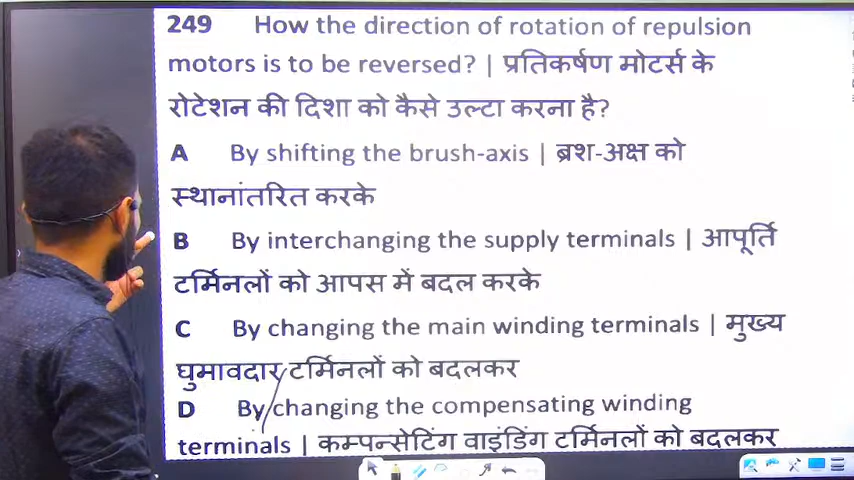 249 How the direction of rotation of repulsion
motors is to be reversed? | प्रतिकर्षण मोटर्स के
रोटेशन की दिशा को कैसे उल्टा करना है?
A By shifting the brush-axis | ब्रश-अक्ष को
स्थानांतरित करके
B By interchanging the supply terminals | आपूर्ति
टर्मिनलों को आपस में बदल करके
C By changing the main winding terminals | मुख्य
घुमावदार टर्मिनलों को बदलकर
D By changing the compensating winding
terminals | कम्पन्सेटिंग वाइंडिंग टर्मिनलों को बदलकर